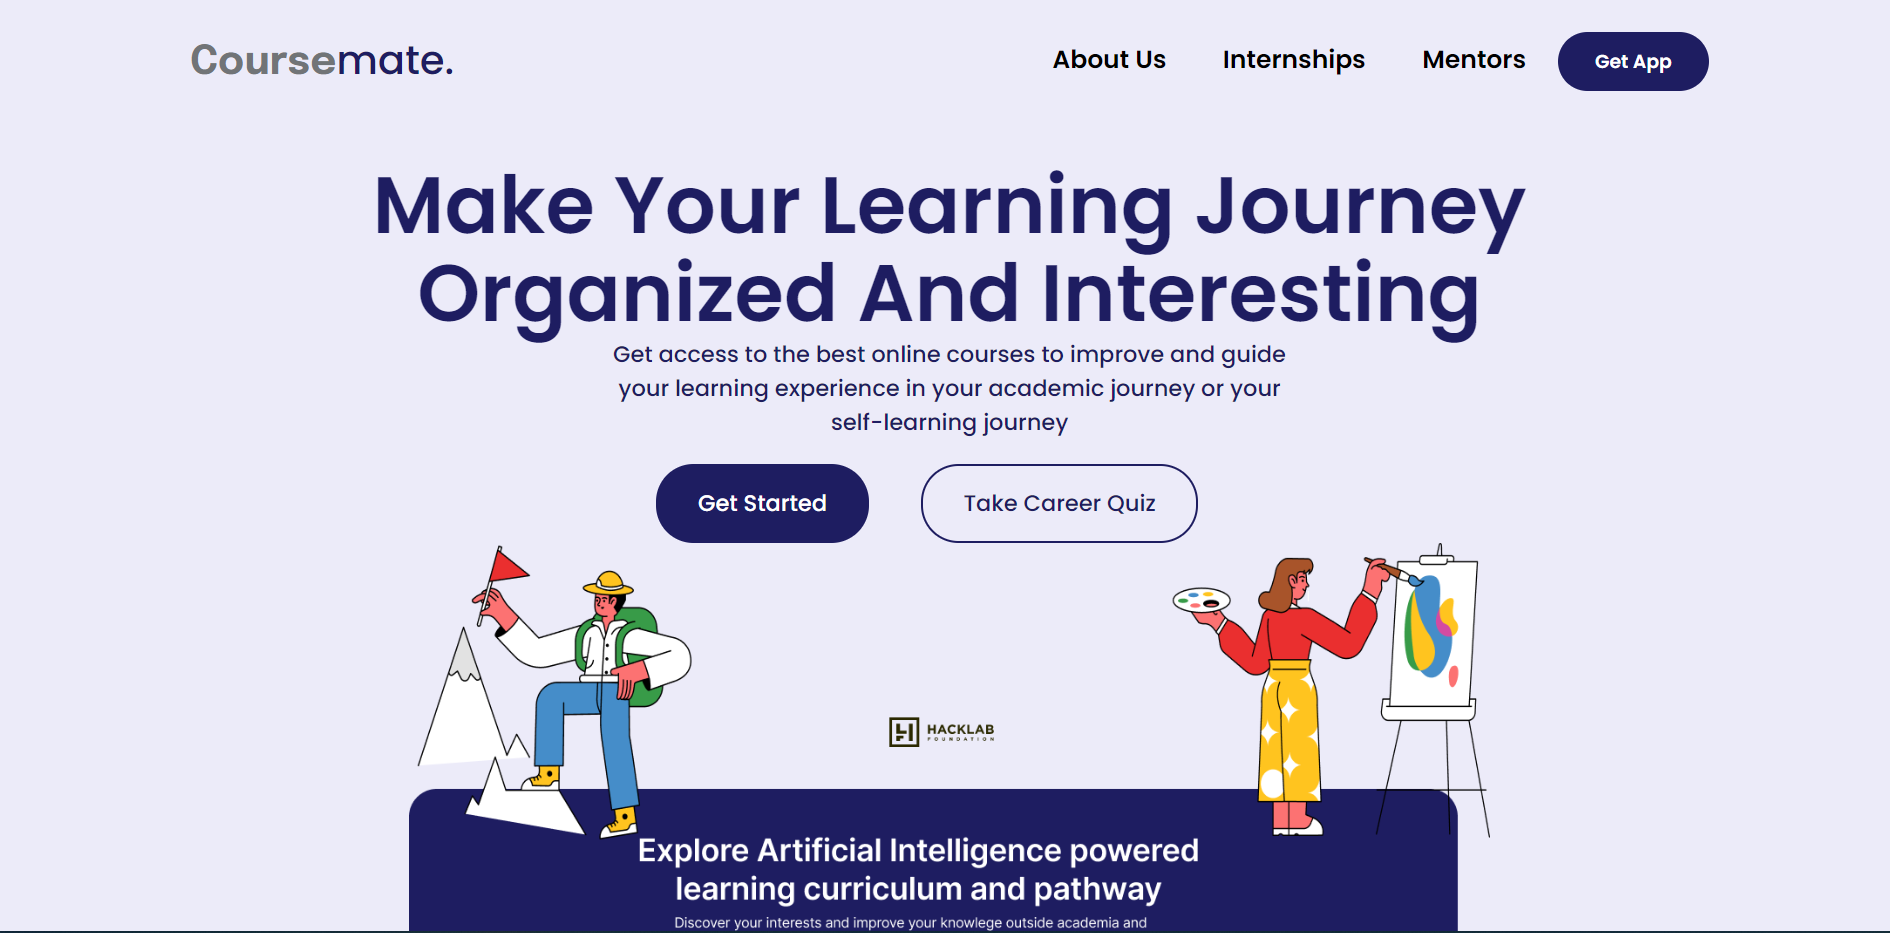 Coursemate.
About Us
Internships
Mentors
Get App
Make Your Learning Journey
Organized And Interesting
Get access to the best online courses to improve and guide
your learning experience in your academic journey or your
self-learning journey
Get Started
Take Career Quiz
HACKLAB
FOUNDATION
Explore Artificial Intelligence powered
learning curriculum and pathway
Discover your interests and improve your knowlege outside academia and